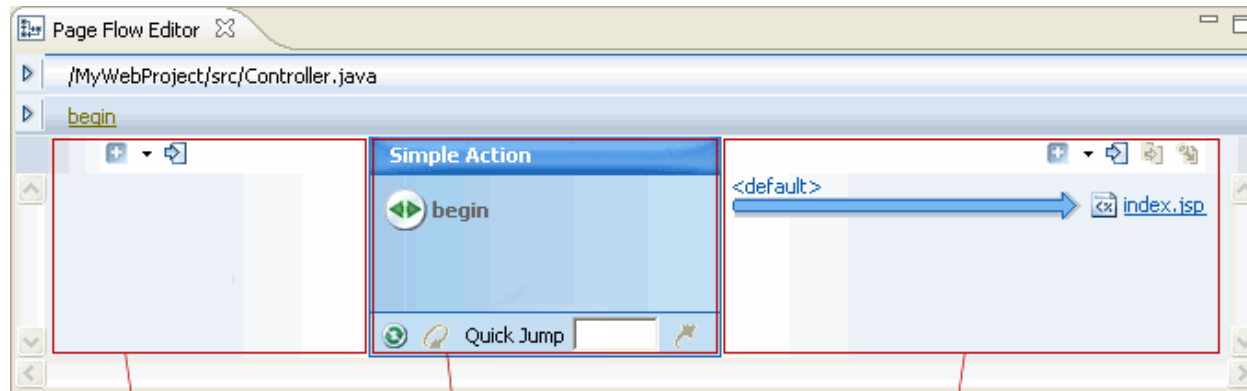 Page Flow Editor
/MyWebProject/src/Controller.java
begin
Simple Action
begin
<default>
index.jsp
Quick Jump